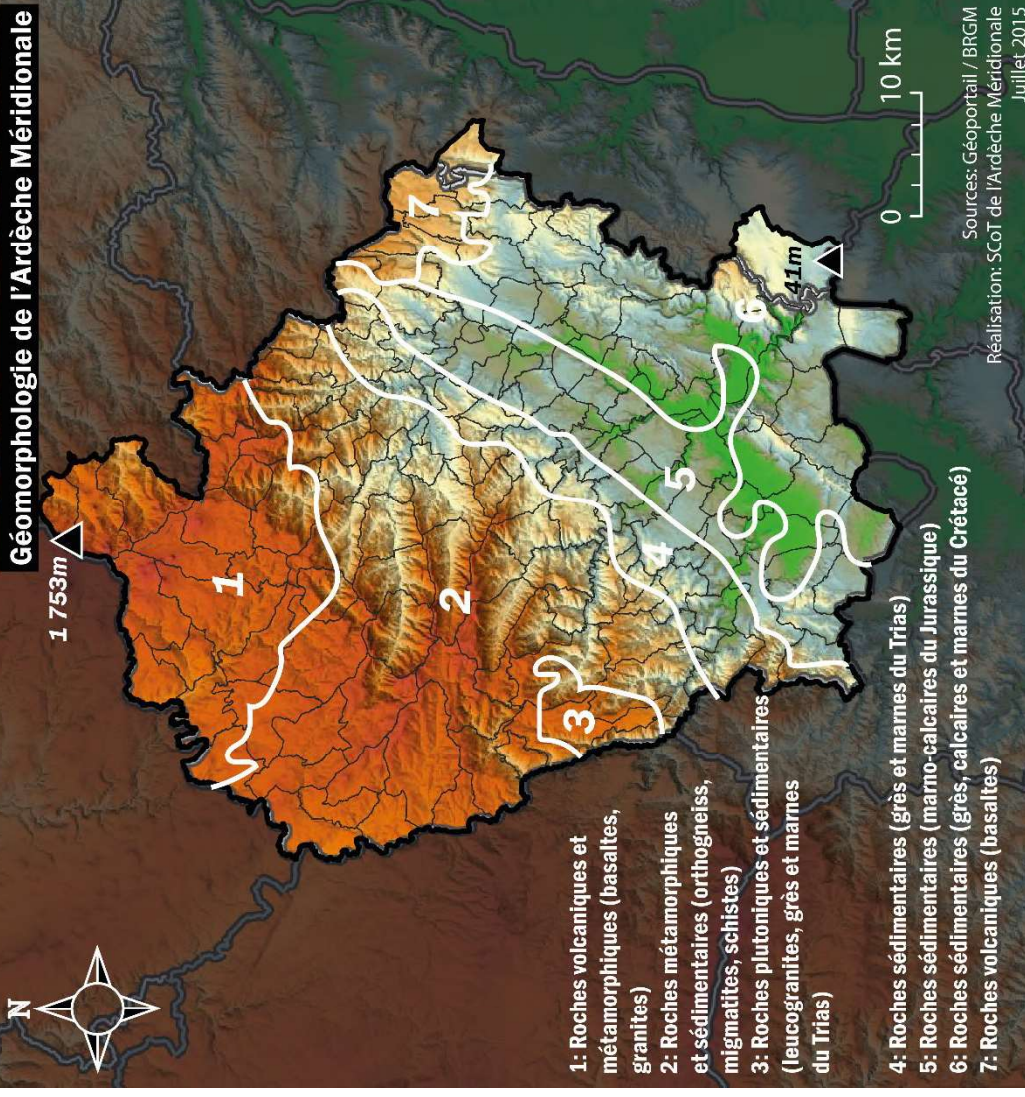 Géomorphologie de l'Ardèche Méridionale
N
1 753m
1
2
3
4
5
6
7
41m
1: Roches volcaniques et
métamorphiques (basaltes,
granites)
2: Roches métamorphiques
et sédimentaires (orthogneiss,
migmatites, schistes)
3: Roches plutoniques et sédimentaires
(leucogranites, grès et marnes
du Trias)
4: Roches sédimentaires (grès et marnes du Trias)
5: Roches sédimentaires (marno-calcaires du Jurassique)
6: Roches sédimentaires (grès, calcaires et marnes du Crétacé)
7: Roches volcaniques (basaltes)
0 10 km
Sources: Géoportail / BRGM
Réalisation: SCoT de l'Ardèche Méridionale
Juillet 2015